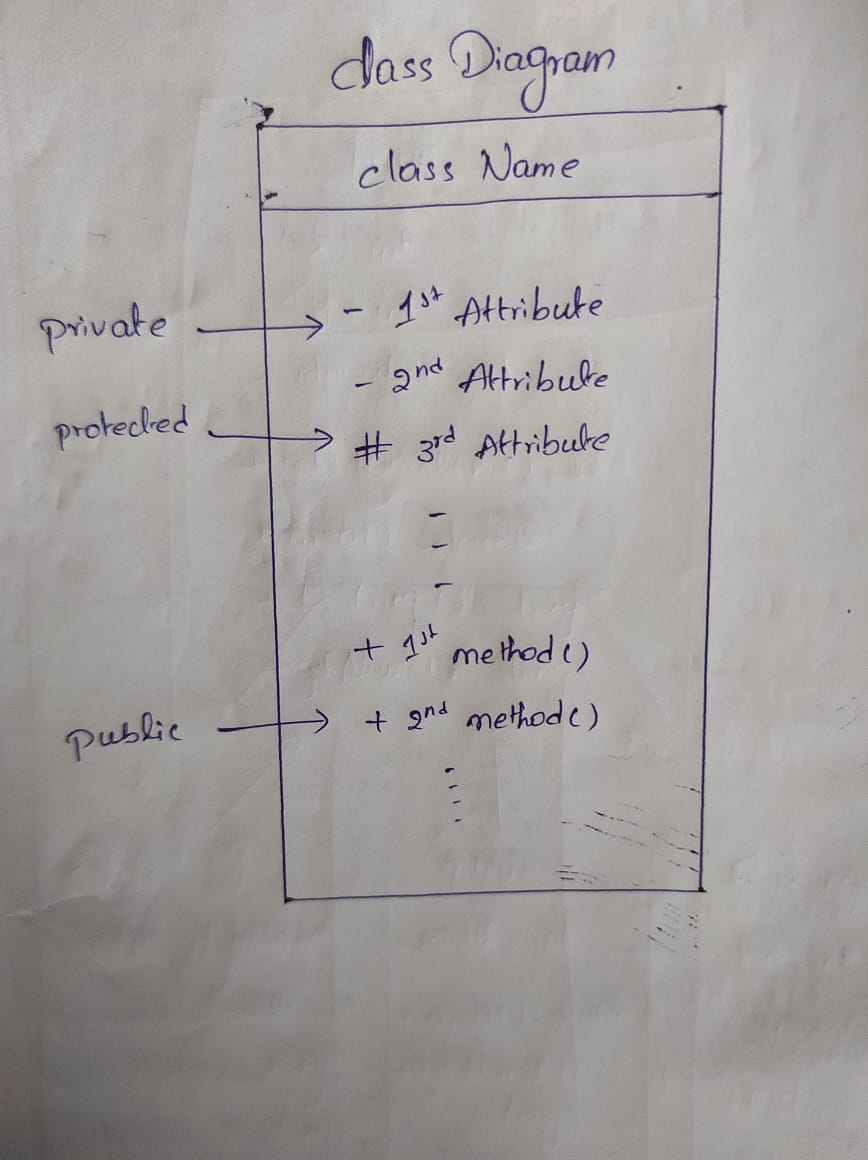 class Diagram
class Name
private → - 1st Attribute
- 2nd Attribute
protected → # 3rd Attribute
-
-
-
+ 1st method()
public → + 2nd method()